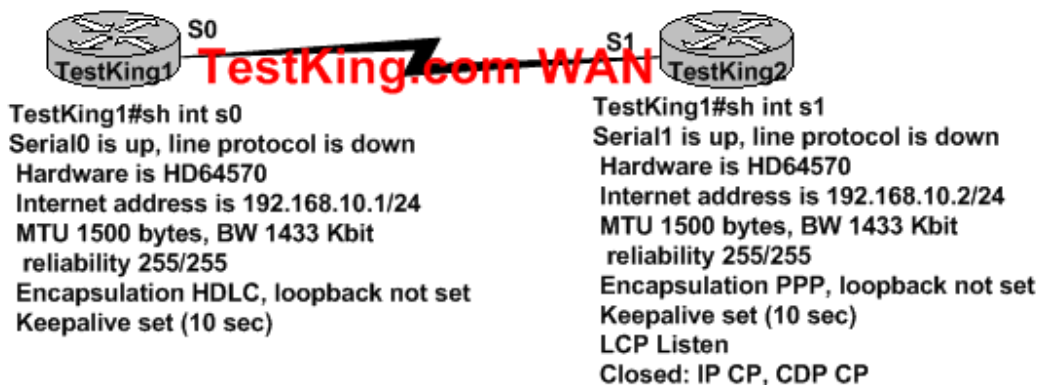 S0
S1
TestKing1
TestKing.com WAN
TestKing2
TestKing1#sh int s0
Serial0 is up, line protocol is down
Hardware is HD64570
Internet address is 192.168.10.1/24
MTU 1500 bytes, BW 1433 Kbit
reliability 255/255
Encapsulation HDLC, loopback not set
Keepalive set (10 sec)
TestKing1#sh int s1
Serial1 is up, line protocol is down
Hardware is HD64570
Internet address is 192.168.10.2/24
MTU 1500 bytes, BW 1433 Kbit
reliability 255/255
Encapsulation PPP, loopback not set
Keepalive set (10 sec)
LCP Listen
Closed: IP CP, CDP CP